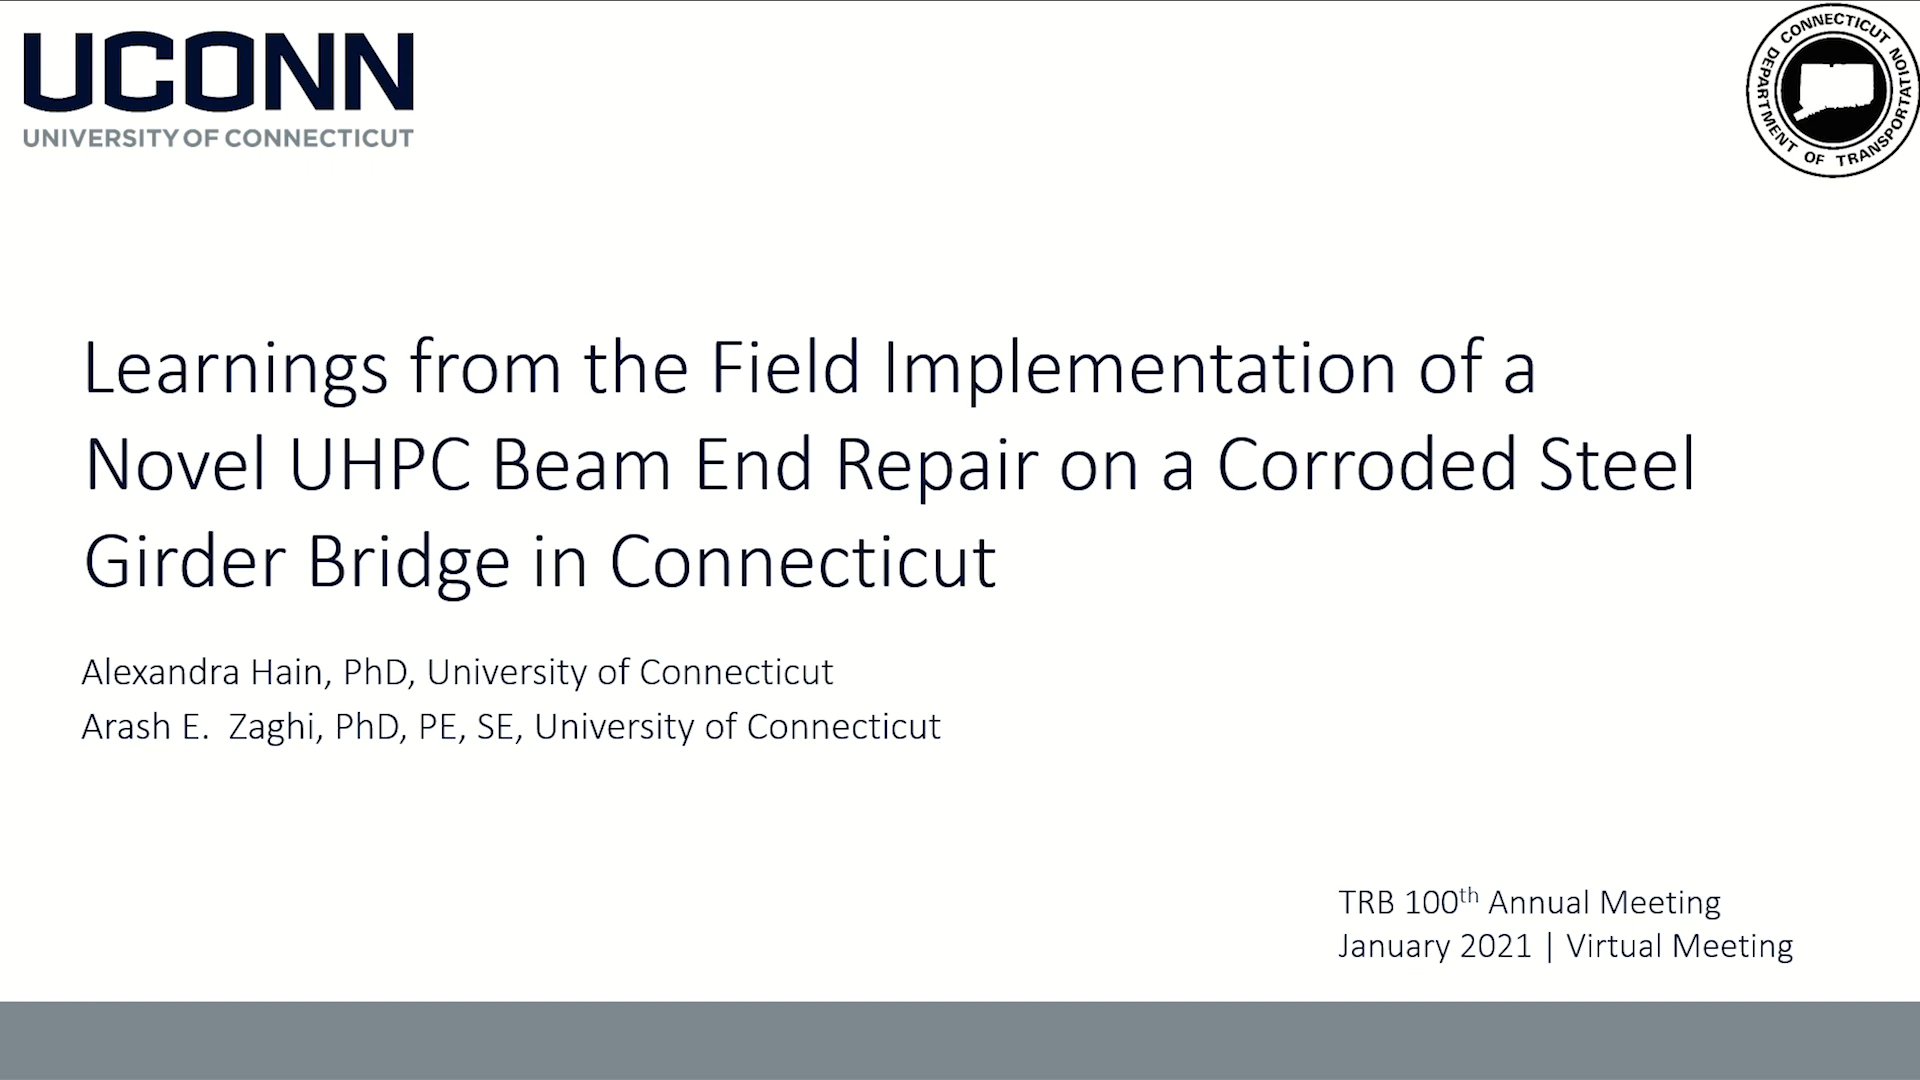 UCONN
UNIVERSITY OF CONNECTICUT
CONNECTICUT
DEPARTMENT OF TRANSPORTATION
Learnings from the Field Implementation of a
Novel UHPC Beam End Repair on a Corroded Steel
Girder Bridge in Connecticut
Alexandra Hain, PhD, University of Connecticut
Arash E.  Zaghi, PhD, PE, SE, University of Connecticut
TRB 100th Annual Meeting
January 2021 | Virtual Meeting